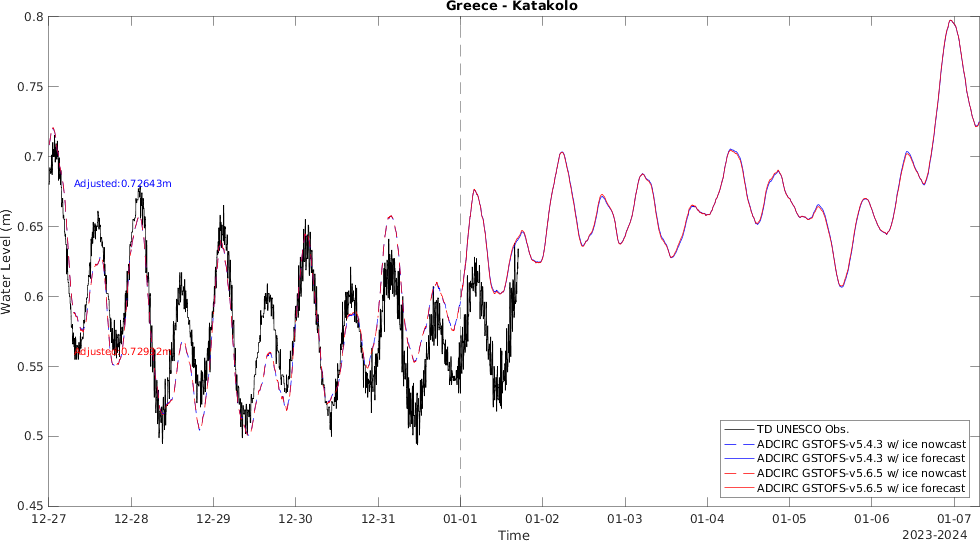 Greece - Katakolo
0.8
0.75
0.7
0.65
0.6
0.55
0.5
0.45
Water Level (m)
Adjusted:0.72643m
Adjusted:0.72992m
TD UNESCO Obs.
ADCIRC GSTOFS-v5.4.3 w/ ice nowcast
ADCIRC GSTOFS-v5.4.3 w/ ice forecast
ADCIRC GSTOFS-v5.6.5 w/ ice nowcast
ADCIRC GSTOFS-v5.6.5 w/ ice forecast
12-27 12-28 12-29 12-30 12-31 01-01 01-02 01-03 01-04 01-05 01-06 01-07
Time
2023-2024